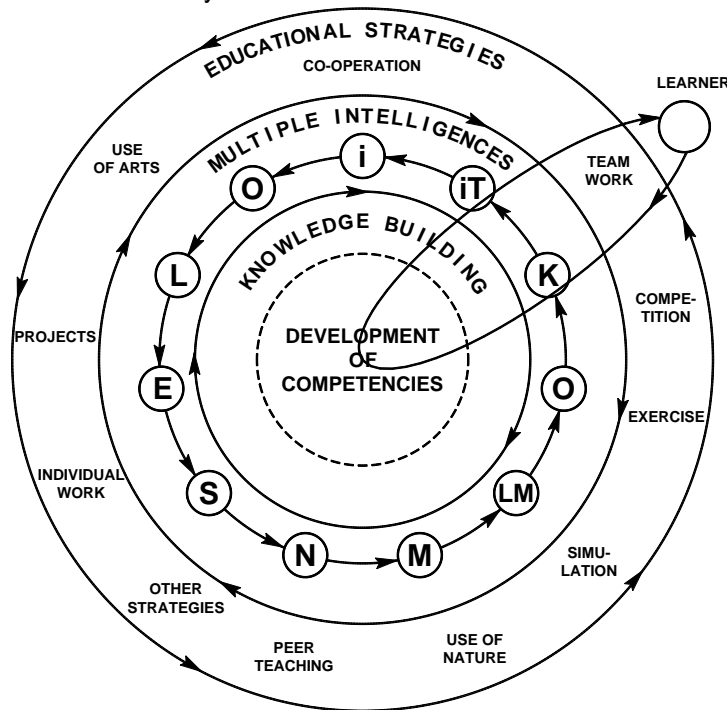 EDUCATIONAL STRATEGIES
CO-OPERATION
LEARNER
USE
OF ARTS
MULTIPLE INTELLIGENCES
TEAM
WORK
i
O
iT
KNOWLEDGE BUILDING
L
K
COMPE-
TITION
PROJECTS
DEVELOPMENT
OF
COMPETENCIES
E
O
EXERCISE
INDIVIDUAL
WORK
S
LM
N
M
SIMU-
LATION
OTHER
STRATEGIES
PEER
TEACHING
USE OF
NATURE